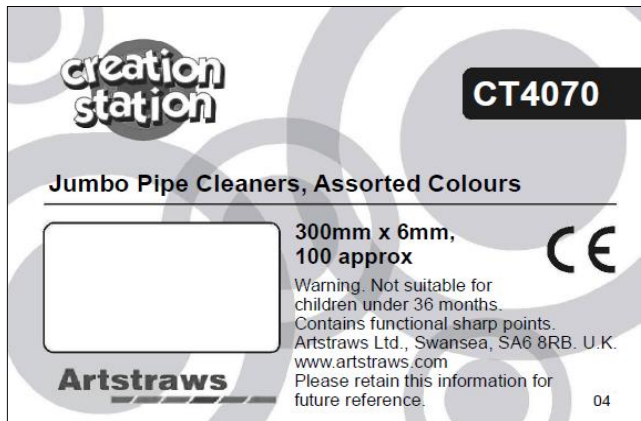 creation
station
CT4070
Jumbo Pipe Cleaners, Assorted Colours
300mm x 6mm,
100 approx
CE
Warning. Not suitable for
children under 36 months.
Contains functional sharp points.
Artstraws Ltd., Swansea, SA6 8RB. U.K.
www.artstraws.com
Please retain this information for
future reference.
Artstraws
04